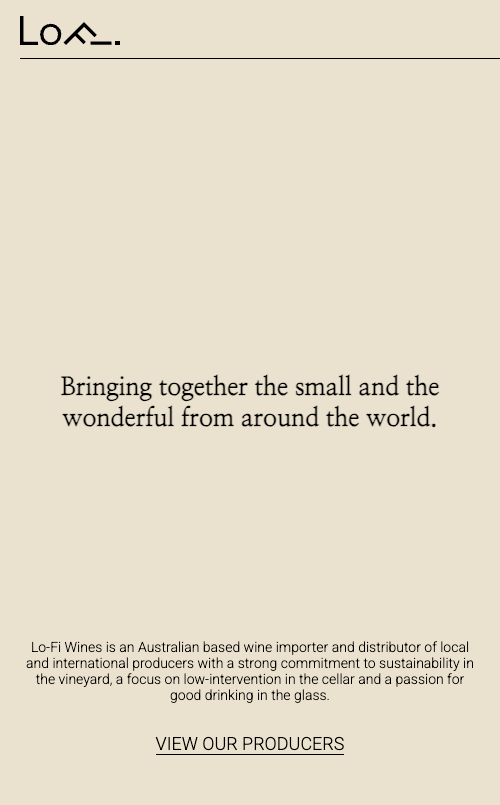 Lo
Bringing together the small and the
wonderful from around the world.
Lo-Fi Wines is an Australian based wine importer and distributor of local
and international producers with a strong commitment to sustainability in
the vineyard, a focus on low-intervention in the cellar and a passion for
good drinking in the glass.
VIEW OUR PRODUCERS